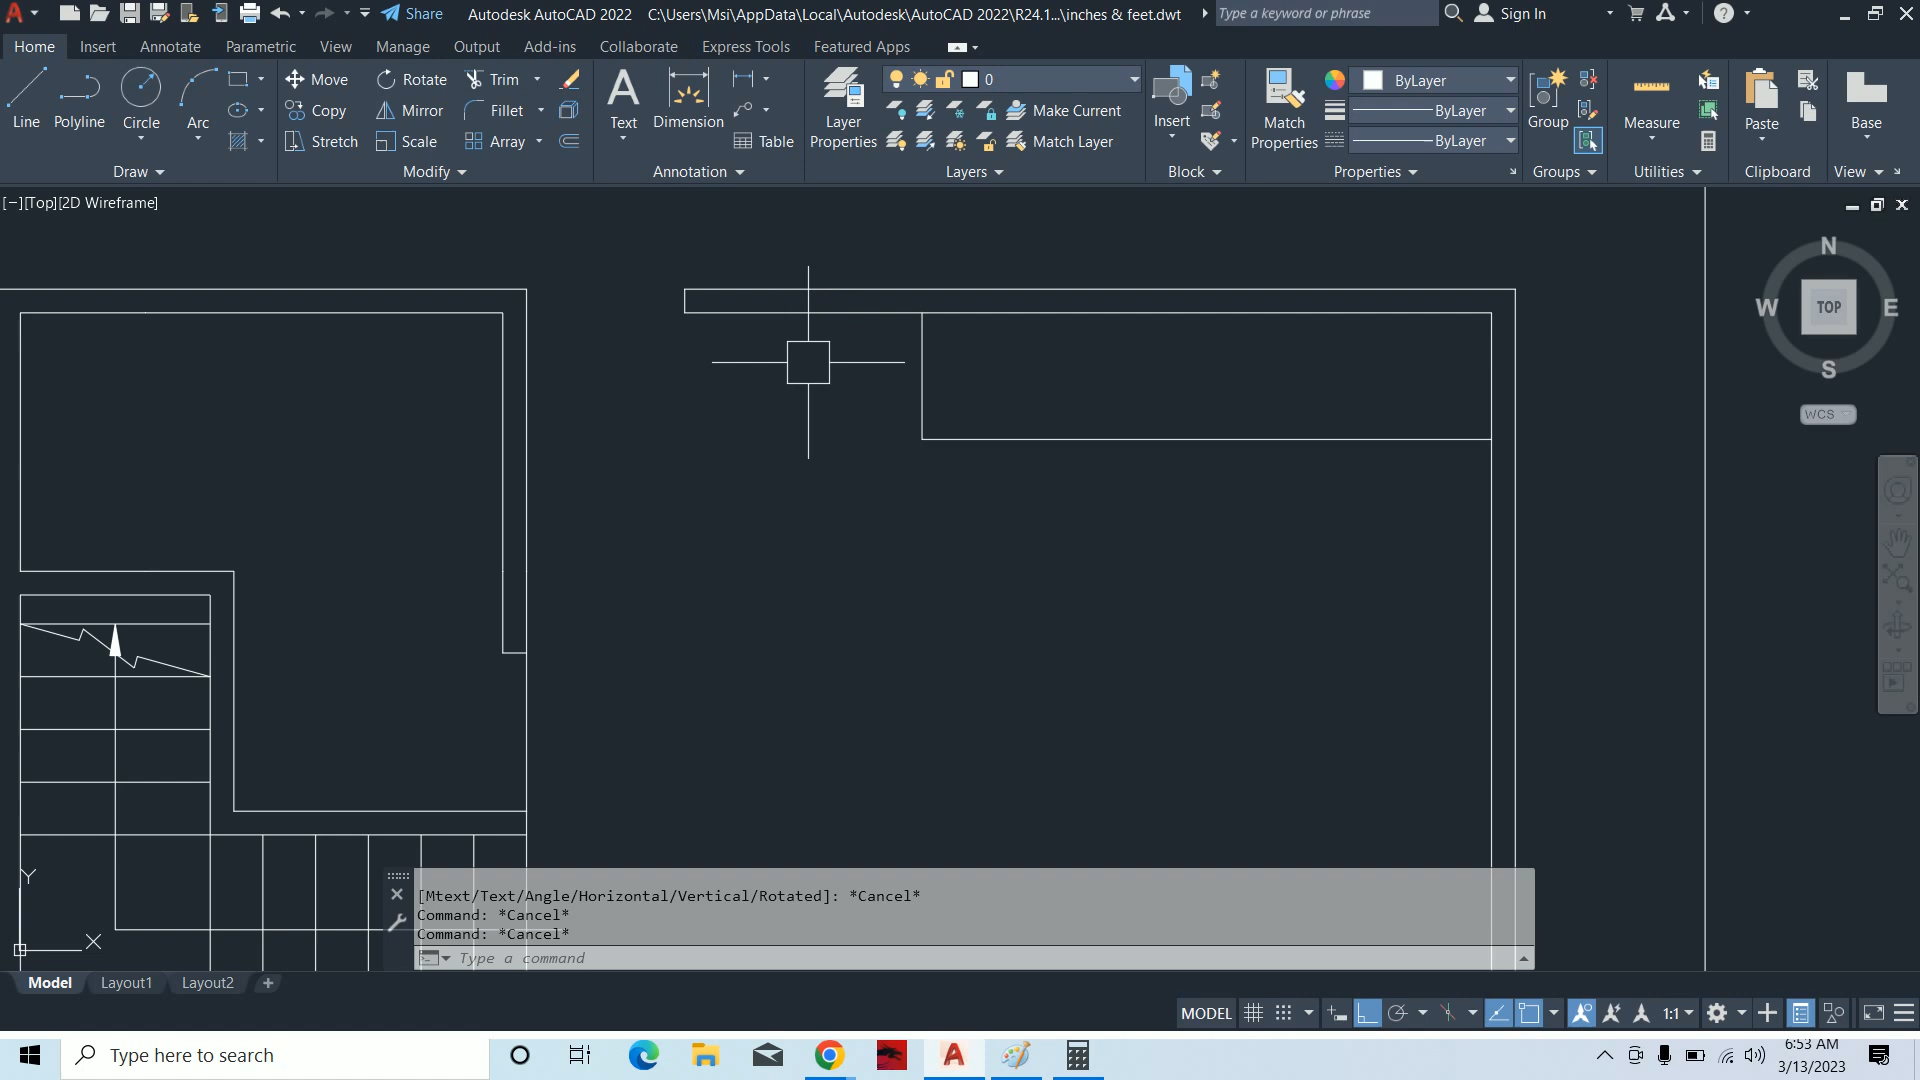 Share
Autodesk AutoCAD 2022 C:\Users\Msi\AppData\Local\Autodesk\AutoCAD 2022\R24.1...\inches & feet.dwt
Type a keyword or phrase
Sign In
Home Insert Annotate Parametric View Manage Output Add-ins Collaborate Express Tools Featured Apps
Move Rotate Trim 0 ByLayer
Line Polyline Circle Arc Copy Mirror Fillet Text Dimension Layer Properties Make Current Insert Match Properties ByLayer Group Measure Paste Base
Stretch Scale Array Table Match Layer ByLayer
Draw Modify Annotation Layers Block Properties Groups Utilities Clipboard View
[−][Top][2D Wireframe]
N
W TOP E
S
WCS
Y
X
[Mtext/Text/Angle/Horizontal/Vertical/Rotated]: *Cancel*
Command: *Cancel*
Command: *Cancel*
Type a command
Model Layout1 Layout2
MODEL 1:1
Type here to search
6:53 AM
3/13/2023